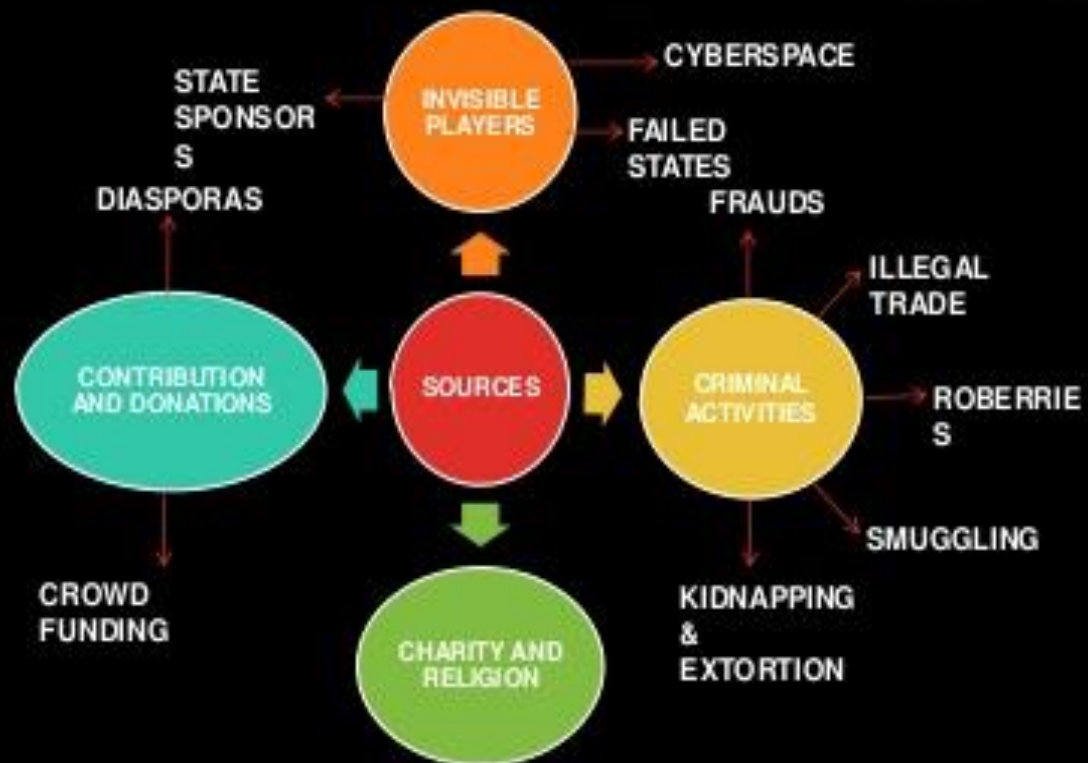 CYBERSPACE
STATE
SPONSOR
S
INVISIBLE
PLAYERS
FAILED
STATES
DIASPORAS
FRAUDS
ILLEGAL
TRADE
CONTRIBUTION
AND DONATIONS
SOURCES
CRIMINAL
ACTIVITIES
ROBERRIE
S
SMUGGLING
CROWD
FUNDING
KIDNAPPING
&
EXTORTION
CHARITY AND
RELIGION